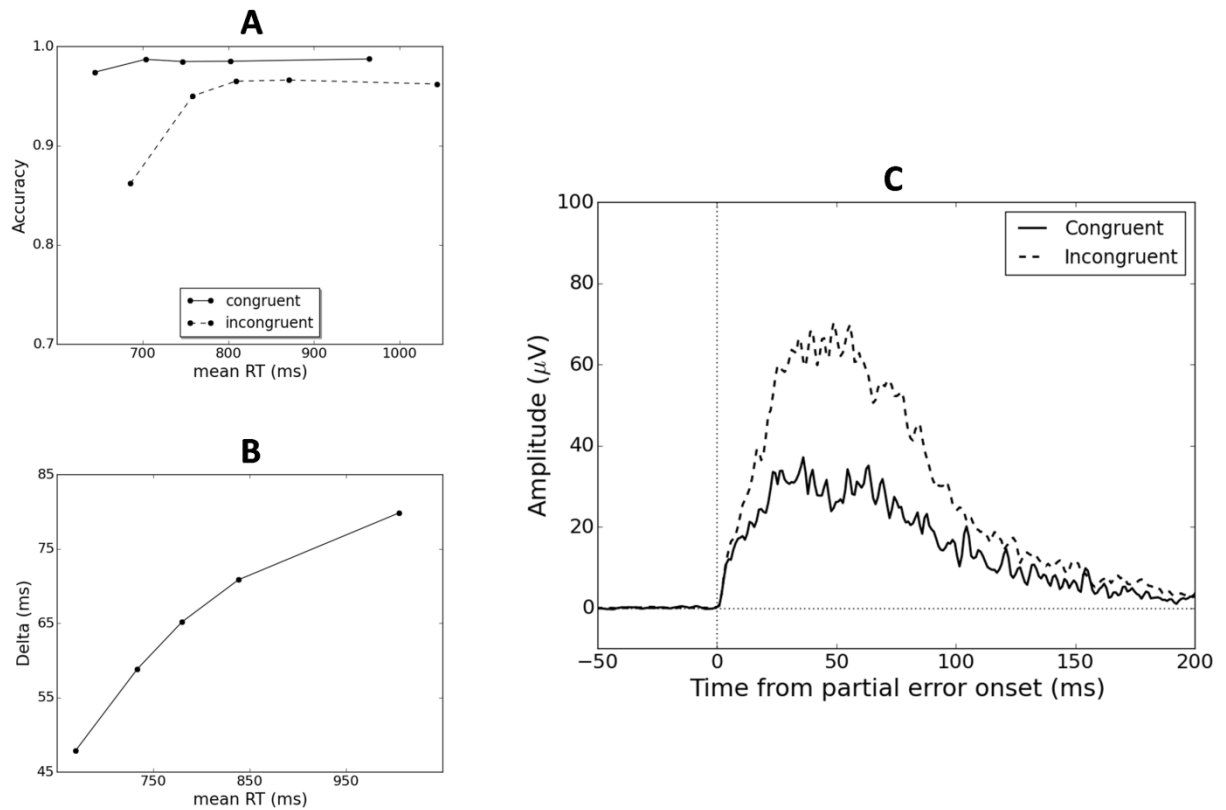 A
1.0
0.9
0.8
0.7
Accuracy
congruent
incongruent
700 800 900 1000
mean RT (ms)
B
85
75
65
55
45
Delta (ms)
750 850 950
mean RT (ms)
C
100
80
60
40
20
0
Amplitude (μV)
Congruent
Incongruent
−50 0 50 100 150 200
Time from partial error onset (ms)